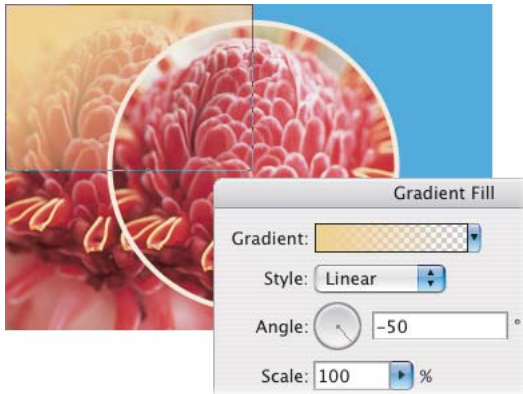 Gradient Fill
Gradient:
Style: Linear
Angle: -50 °
Scale: 100 %